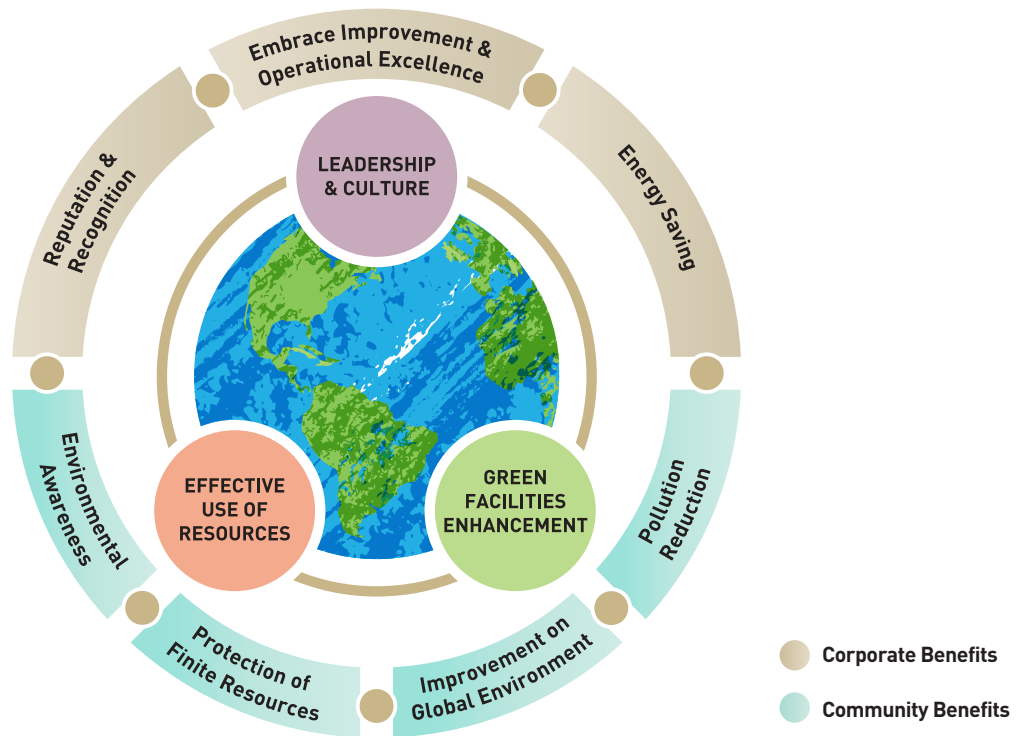 Embrace Improvement &
Operational Excellence
Energy Saving
Pollution
Reduction
Improvement on
Global Environment
Protection of
Finite Resources
Environmental
Awareness
Reputation &
Recognition
LEADERSHIP
& CULTURE
GREEN
FACILITIES
ENHANCEMENT
EFFECTIVE
USE OF
RESOURCES
Corporate Benefits
Community Benefits